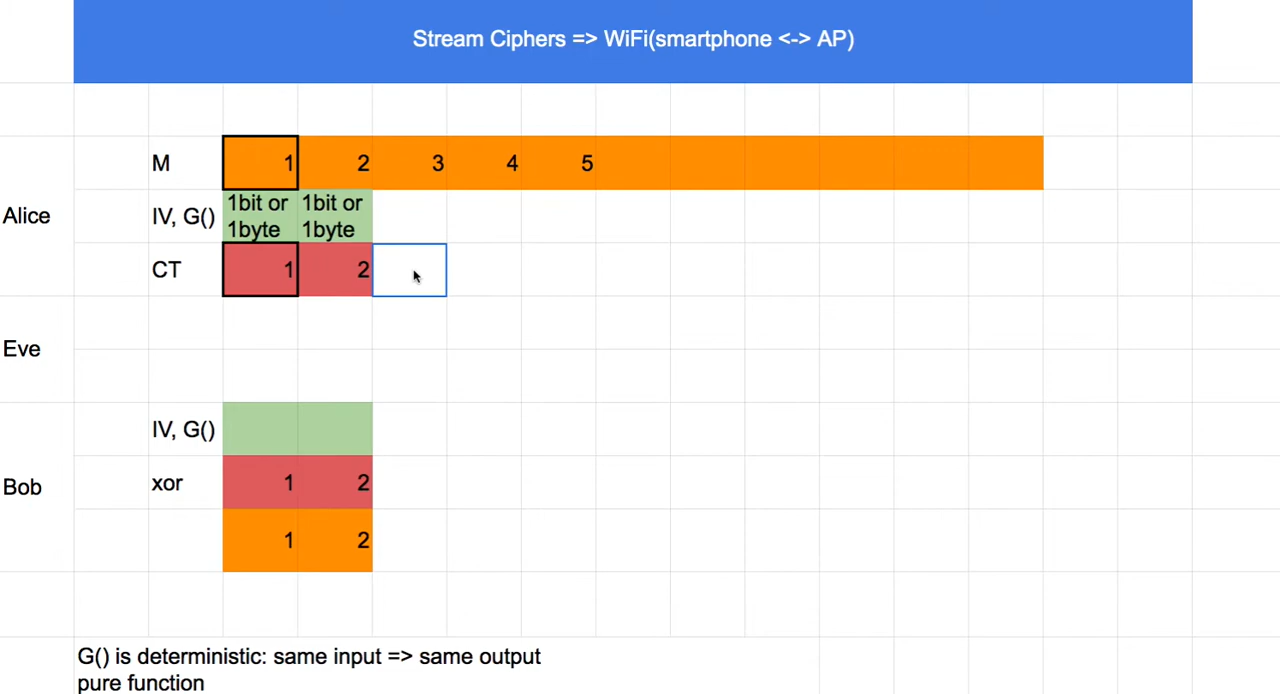 Stream Ciphers => WiFi(smartphone <-> AP)
M 1 2 3 4 5
Alice IV, G() 1bit or 1byte 1bit or 1byte
CT 1 2
Eve
IV, G()
Bob xor 1 2
1 2
G() is deterministic: same input => same output
pure function